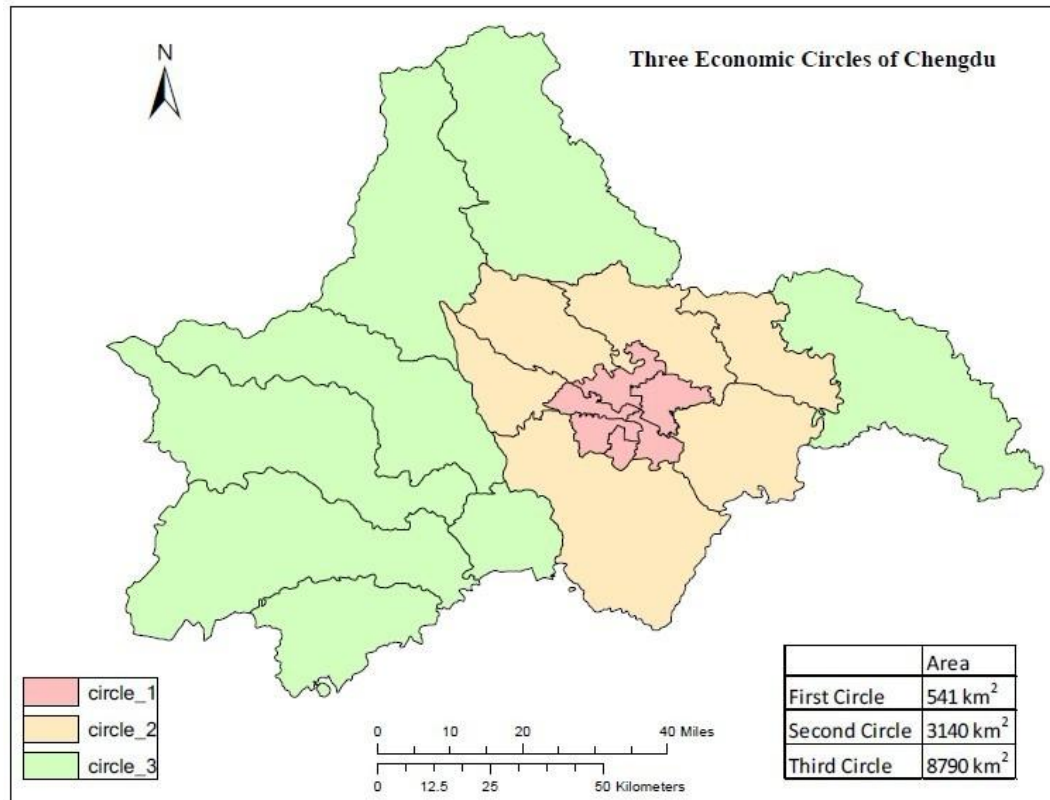 N
Three Economic Circles of Chengdu
circle_1
circle_2
circle_3
0 10 20 40 Miles
0 12.5 25 50 Kilometers
Area
First Circle 541 km²
Second Circle 3140 km²
Third Circle 8790 km²